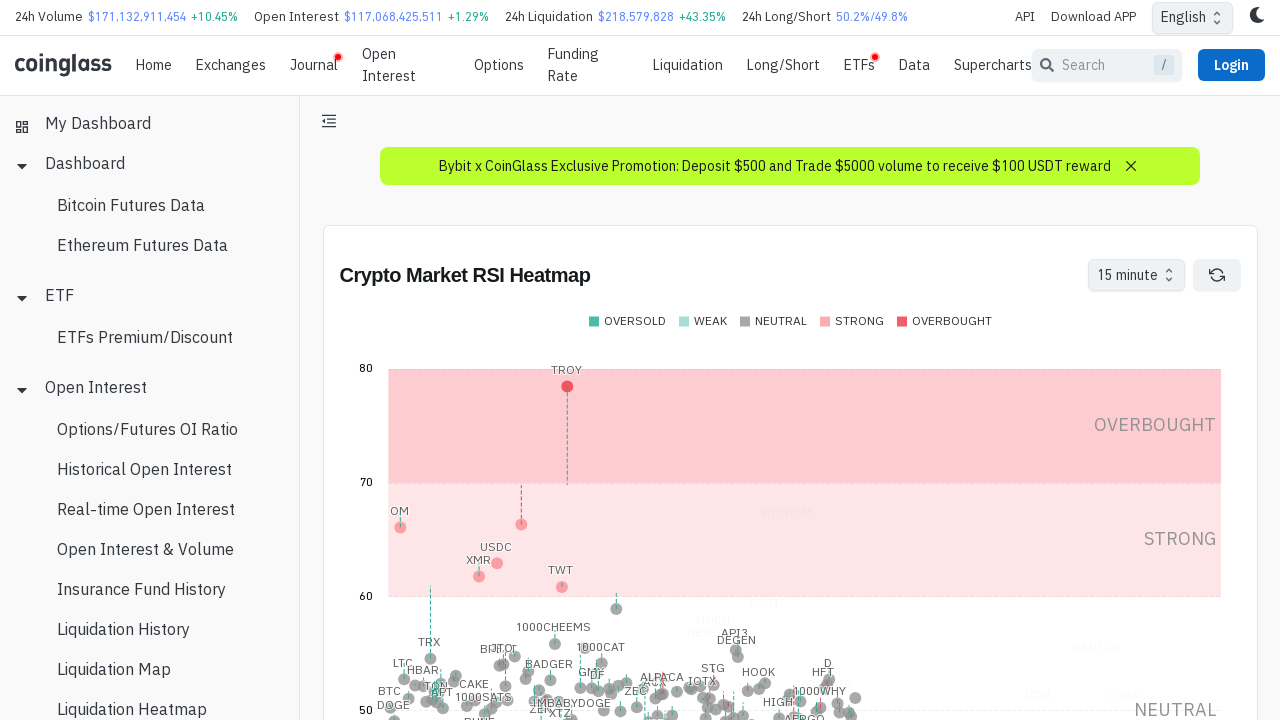 24h Volume $171,132,911,454 +10.45% Open Interest $117,068,425,511 +1.29% 24h Liquidation $218,579,828 +43.35% 24h Long/Short 50.2%/49.8% API Download APP English
coinglass Home Exchanges Journal Open Interest Options Funding Rate Liquidation Long/Short ETFs Data Supercharts Search / Login
My Dashboard
Dashboard
Bitcoin Futures Data
Ethereum Futures Data
ETF
ETFs Premium/Discount
Open Interest
Options/Futures OI Ratio
Historical Open Interest
Real-time Open Interest
Open Interest & Volume
Insurance Fund History
Liquidation History
Liquidation Map
Liquidation Heatmap
Bybit x CoinGlass Exclusive Promotion: Deposit $500 and Trade $5000 volume to receive $100 USDT reward
Crypto Market RSI Heatmap
15 minute
OVERSOLD WEAK NEUTRAL STRONG OVERBOUGHT
80
TROY
OVERBOUGHT
70
OM
STRONG
USDC
XMR
TWT
60
1000CHEEMS
API3
DEGEN
TRX
1000CAT
LTC
HBAR
BADGER
STG
HOOK
D
HFT
CAKE
ALPACA
IOTX
BTC
APT
1000SATS
ZEC
1000WHY
DOGE
1MBABYDOGE
HIGH
50
XTZ
NEUTRAL